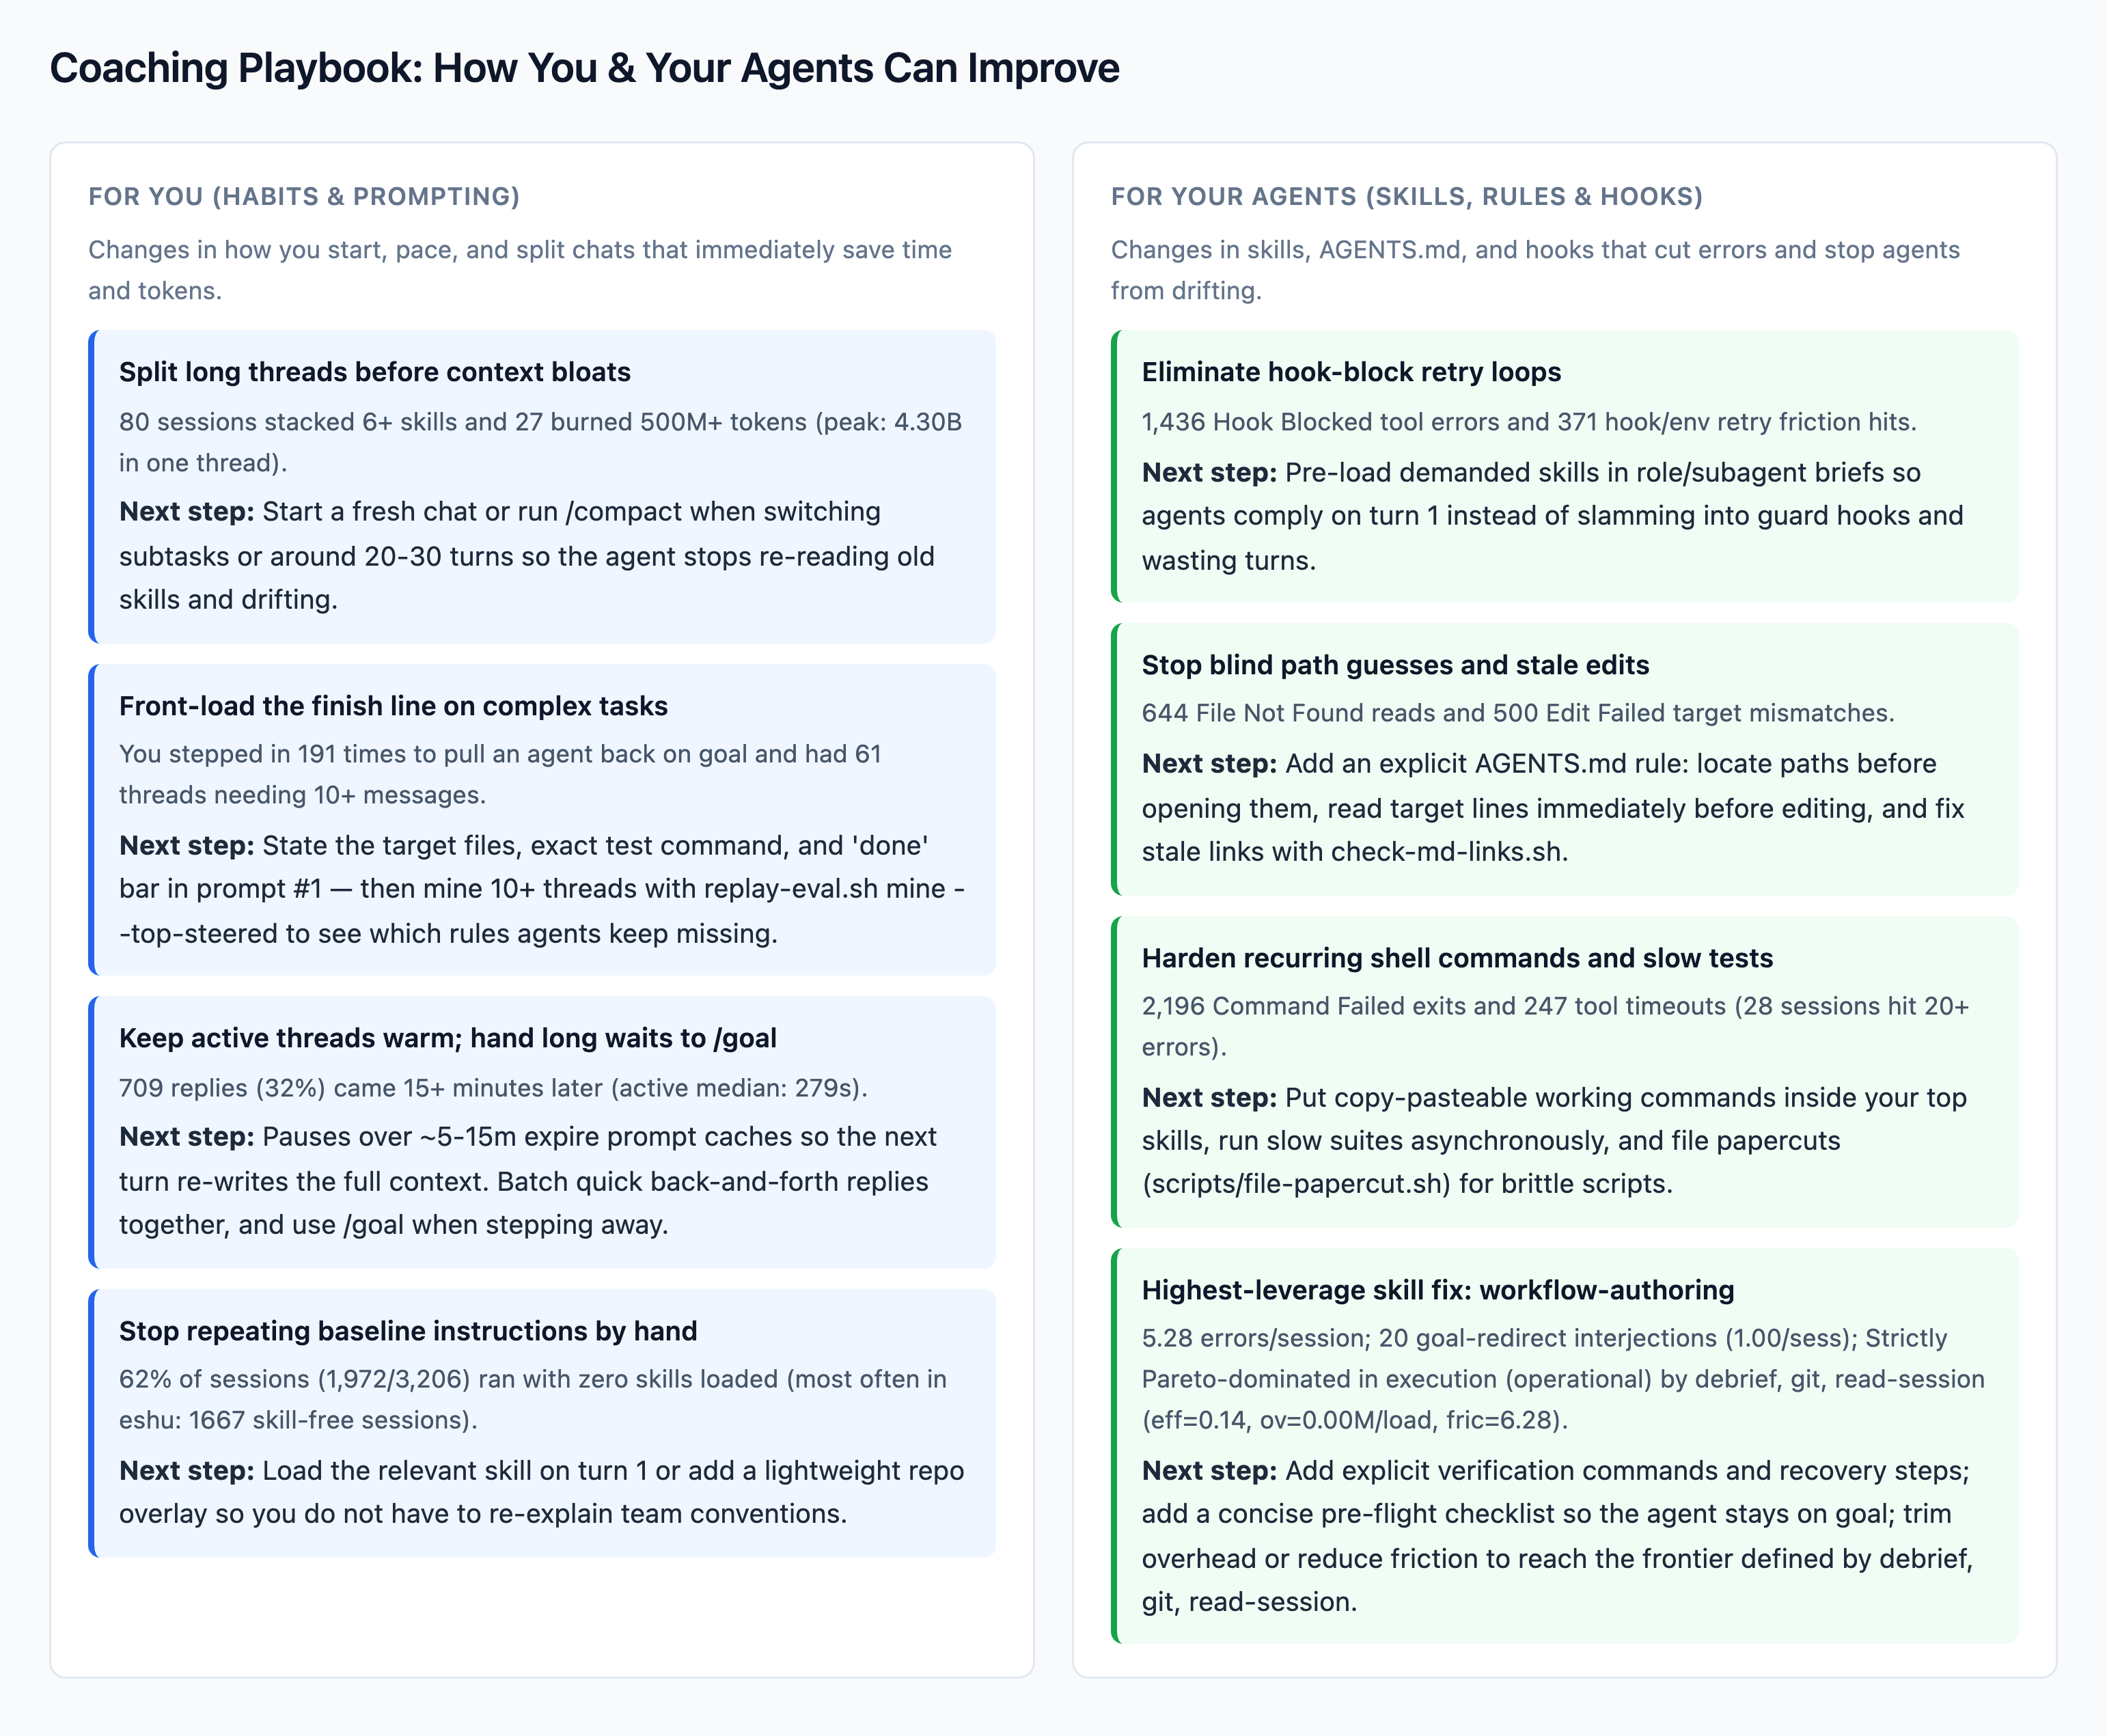 Coaching Playbook: How You & Your Agents Can Improve
FOR YOU (HABITS & PROMPTING)
Changes in how you start, pace, and split chats that immediately save time
and tokens.
Split long threads before context bloats
80 sessions stacked 6+ skills and 27 burned 500M+ tokens (peak: 4.30B
in one thread).
Next step: Start a fresh chat or run /compact when switching
subtasks or around 20-30 turns so the agent stops re-reading old
skills and drifting.
Front-load the finish line on complex tasks
You stepped in 191 times to pull an agent back on goal and had 61
threads needing 10+ messages.
Next step: State the target files, exact test command, and 'done'
bar in prompt #1 — then mine 10+ threads with replay-eval.sh mine -
-top-steered to see which rules agents keep missing.
Keep active threads warm; hand long waits to /goal
709 replies (32%) came 15+ minutes later (active median: 279s).
Next step: Pauses over ~5-15m expire prompt caches so the next
turn re-writes the full context. Batch quick back-and-forth replies
together, and use /goal when stepping away.
Stop repeating baseline instructions by hand
62% of sessions (1,972/3,206) ran with zero skills loaded (most often in
eshu: 1667 skill-free sessions).
Next step: Load the relevant skill on turn 1 or add a lightweight repo
overlay so you do not have to re-explain team conventions.
FOR YOUR AGENTS (SKILLS, RULES & HOOKS)
Changes in skills, AGENTS.md, and hooks that cut errors and stop agents
from drifting.
Eliminate hook-block retry loops
1,436 Hook Blocked tool errors and 371 hook/env retry friction hits.
Next step: Pre-load demanded skills in role/subagent briefs so
agents comply on turn 1 instead of slamming into guard hooks and
wasting turns.
Stop blind path guesses and stale edits
644 File Not Found reads and 500 Edit Failed target mismatches.
Next step: Add an explicit AGENTS.md rule: locate paths before
opening them, read target lines immediately before editing, and fix
stale links with check-md-links.sh.
Harden recurring shell commands and slow tests
2,196 Command Failed exits and 247 tool timeouts (28 sessions hit 20+
errors).
Next step: Put copy-pasteable working commands inside your top
skills, run slow suites asynchronously, and file papercuts
(scripts/file-papercut.sh) for brittle scripts.
Highest-leverage skill fix: workflow-authoring
5.28 errors/session; 20 goal-redirect interjections (1.00/sess); Strictly
Pareto-dominated in execution (operational) by debrief, git, read-session
(eff=0.14, ov=0.00M/load, fric=6.28).
Next step: Add explicit verification commands and recovery steps;
add a concise pre-flight checklist so the agent stays on goal; trim
overhead or reduce friction to reach the frontier defined by debrief,
git, read-session.